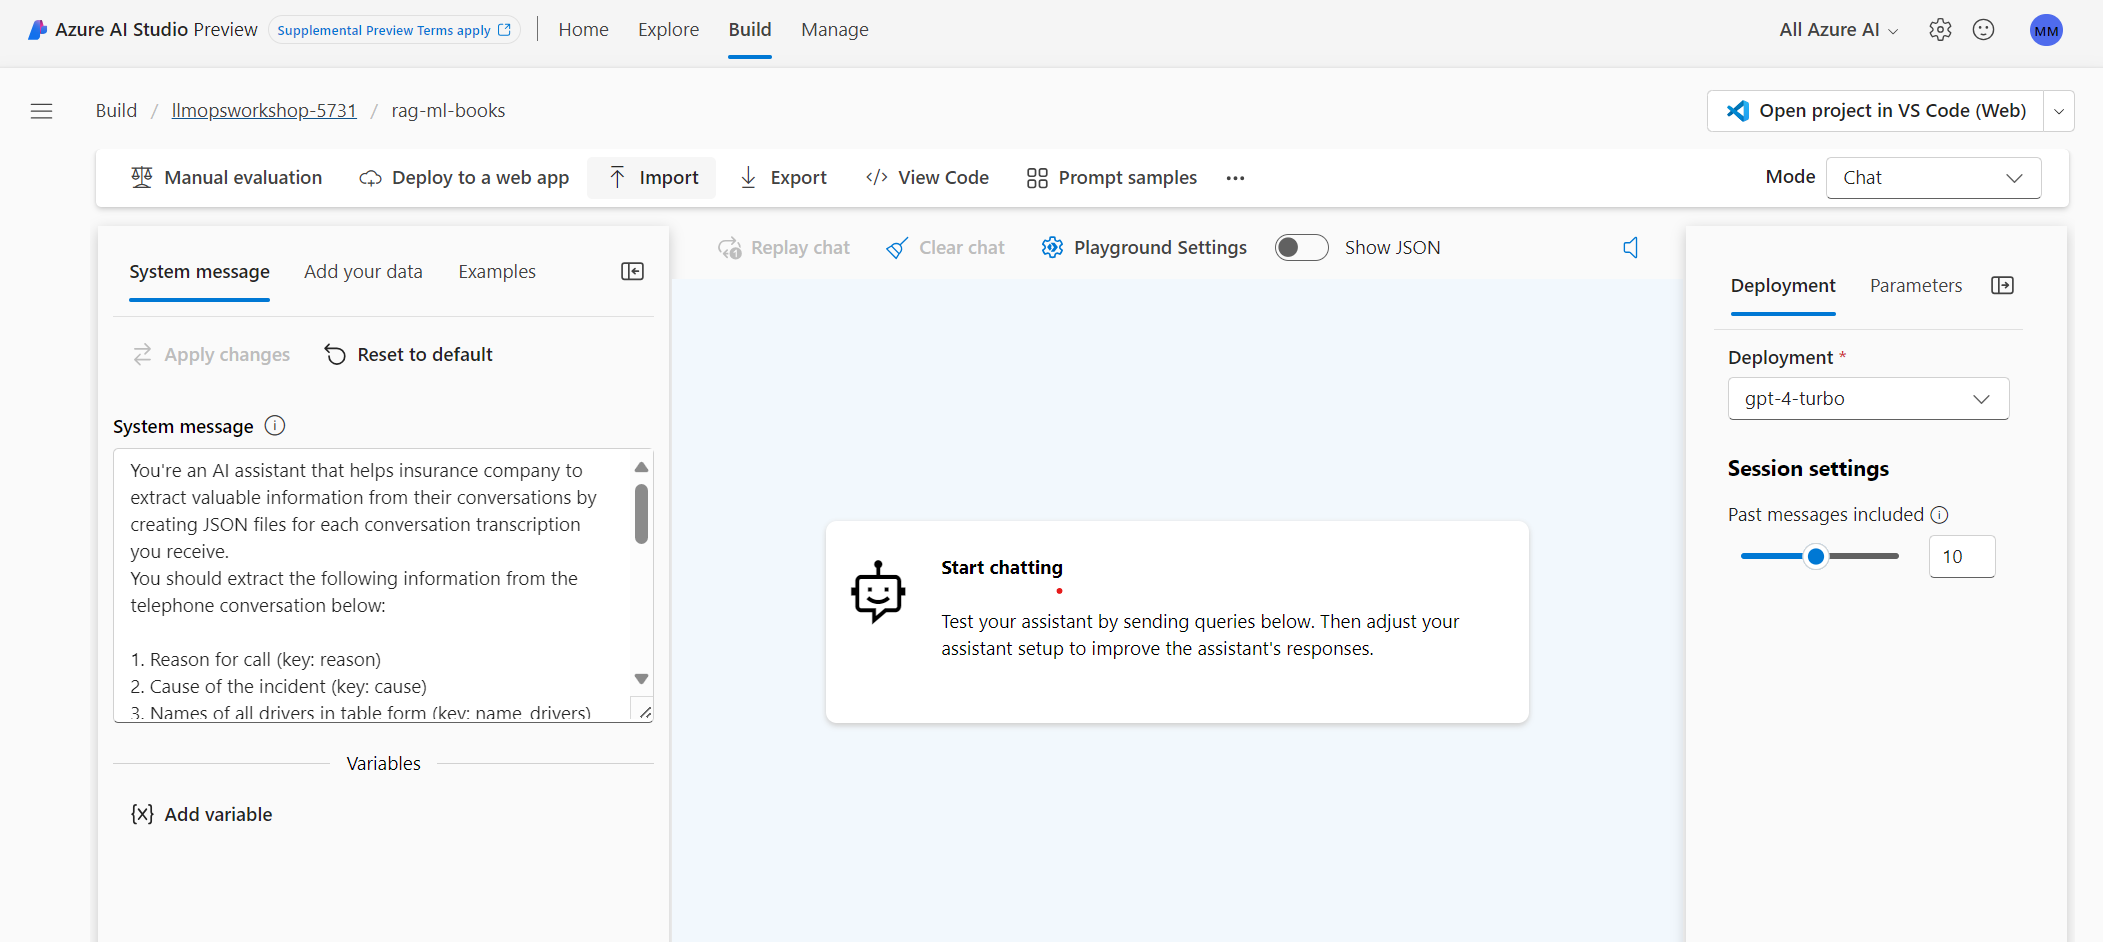 Azure AI Studio Preview
Supplemental Preview Terms apply
Home
Explore
Build
Manage
All Azure AI
MM
Build / llmopsworkshop-5731 / rag-ml-books
Open project in VS Code (Web)
Manual evaluation
Deploy to a web app
Import
Export
</> View Code
Prompt samples
...
Mode
Chat
System message
Add your data
Examples
Apply changes
Reset to default
System message
You're an AI assistant that helps insurance company to
extract valuable information from their conversations by
creating JSON files for each conversation transcription
you receive.
You should extract the following information from the
telephone conversation below:
1. Reason for call (key: reason)
2. Cause of the incident (key: cause)
3. Names of all drivers in table form (key: name_drivers)
Variables
{x} Add variable
Replay chat
Clear chat
Playground Settings
Show JSON
Start chatting
Test your assistant by sending queries below. Then adjust your
assistant setup to improve the assistant's responses.
Deployment
Parameters
Deployment *
gpt-4-turbo
Session settings
Past messages included
10